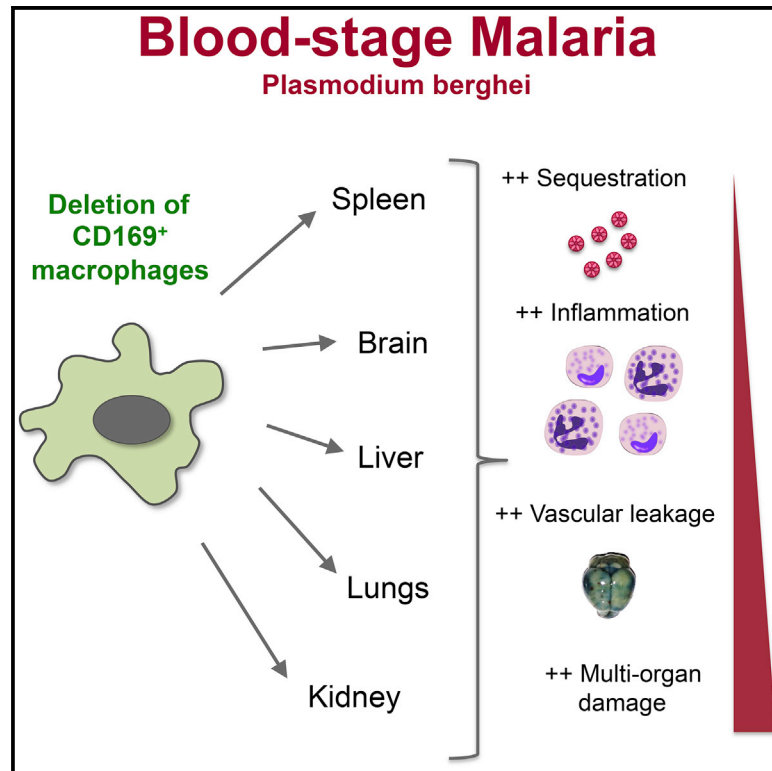 Blood-stage Malaria
Plasmodium berghei
Deletion of
CD169⁺
macrophages
Spleen
Brain
Liver
Lungs
Kidney
++ Sequestration
++ Inflammation
++ Vascular leakage
++ Multi-organ
damage